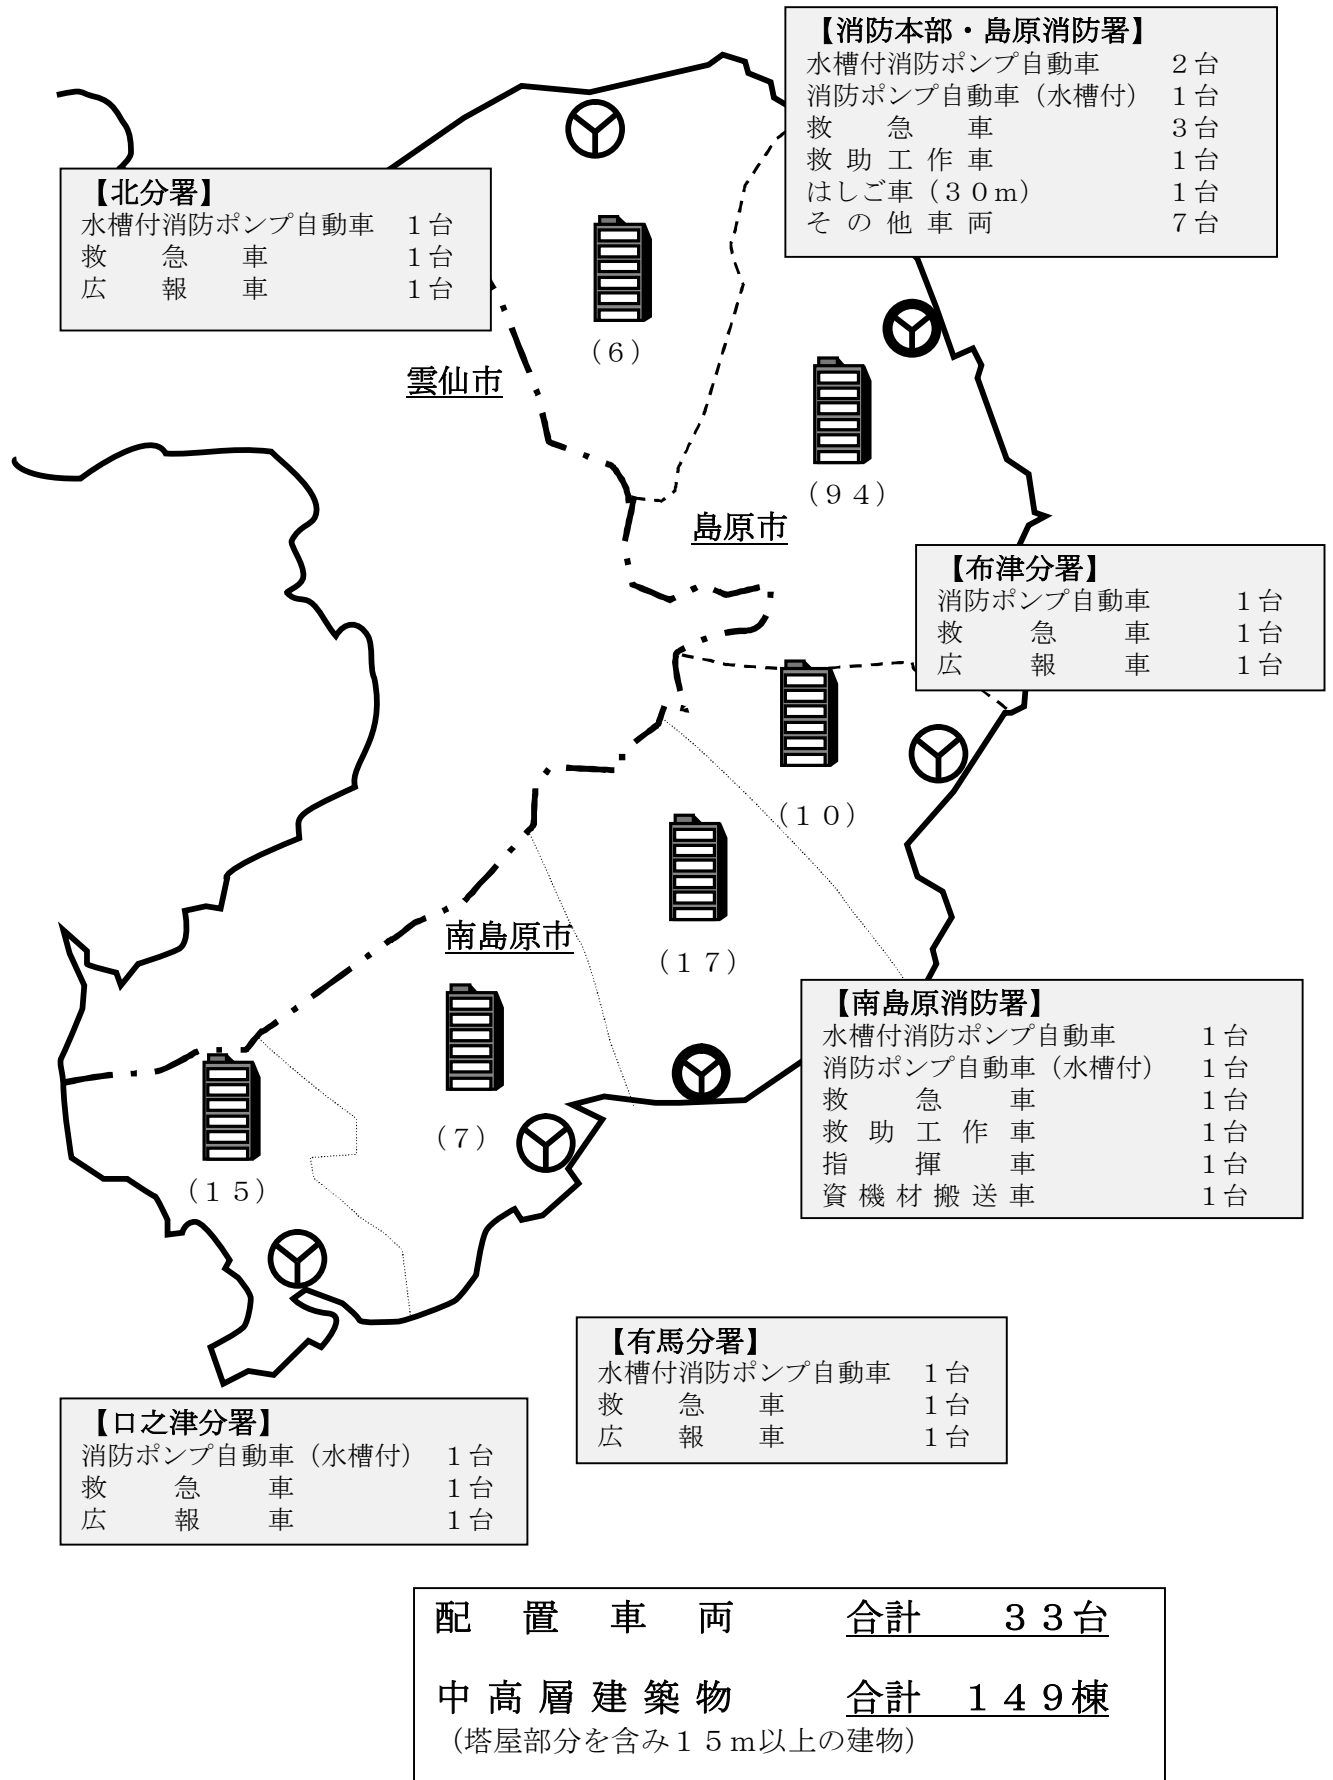 【消防本部・島原消防署】
水槽付消防ポンプ自動車 ２台
消防ポンプ自動車（水槽付） １台
救急車 ３台
救助工作車 １台
はしご車（３０ｍ） １台
その他車両 ７台
【北分署】
水槽付消防ポンプ自動車 １台
救急車 １台
広報車 １台
（６）
雲仙市
（９４）
島原市
【布津分署】
消防ポンプ自動車 １台
救急車 １台
広報車 １台
（１０）
（１７）
南島原市
【南島原消防署】
水槽付消防ポンプ自動車 １台
消防ポンプ自動車（水槽付） １台
救急車 １台
救助工作車 １台
指揮車 １台
資機材搬送車 １台
（７）
（１５）
【有馬分署】
水槽付消防ポンプ自動車 １台
救急車 １台
広報車 １台
【口之津分署】
消防ポンプ自動車（水槽付） １台
救急車 １台
広報車 １台
配置車両 合計 ３３台
中高層建築物 合計 １４９棟
（塔屋部分を含み１５ｍ以上の建物）